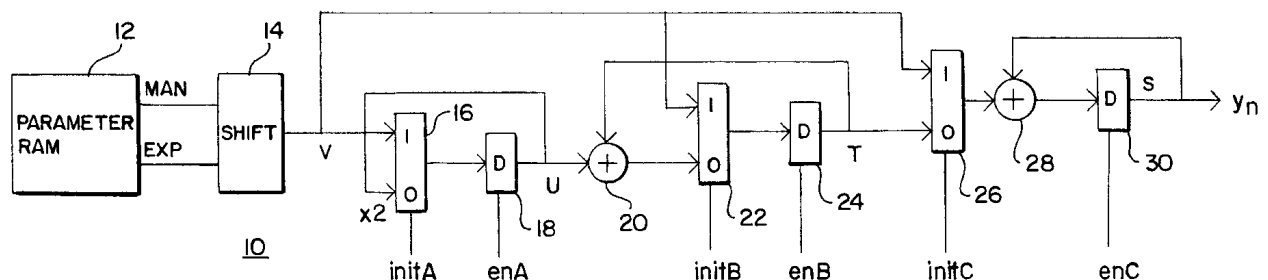 12
14
PARAMETER
RAM
MAN
EXP
SHIFT
V
I
O
16
x2
D
U
18
+
20
I
O
22
D
T
24
I
O
26
+
28
D
S
30
yn
10
initA
enA
initB
enB
initC
enC